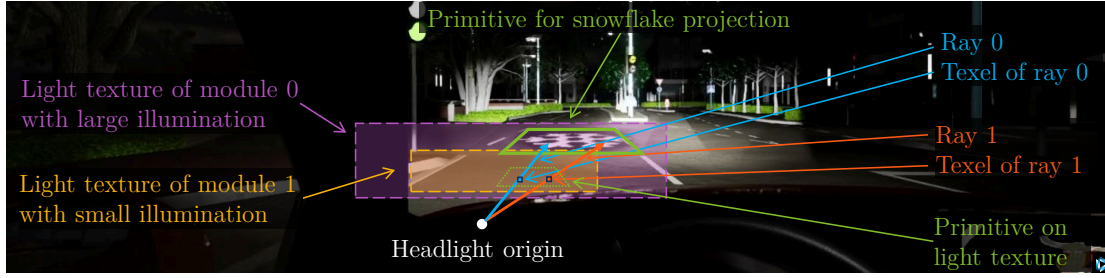 Primitive for snowflake projection
Ray 0
Texel of ray 0
Light texture of module 0
with large illumination
Ray 1
Texel of ray 1
Light texture of module 1
with small illumination
Headlight origin
Primitive on
light texture